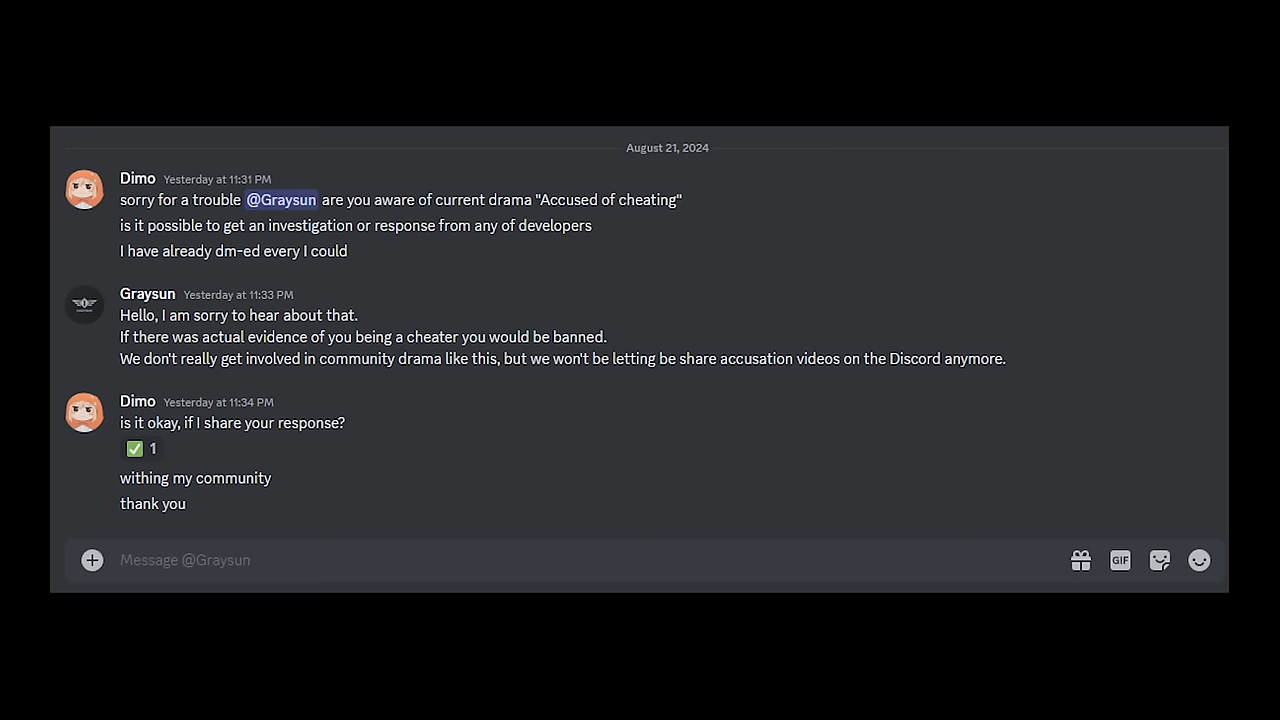 August 21, 2024
Dimo Yesterday at 11:31 PM
sorry for a trouble @Graysun are you aware of current drama "Accused of cheating"
is it possible to get an investigation or response from any of developers
I have already dm-ed every I could
Graysun Yesterday at 11:33 PM
Hello, I am sorry to hear about that.
If there was actual evidence of you being a cheater you would be banned.
We don't really get involved in community drama like this, but we won't be letting be share accusation videos on the Discord anymore.
Dimo Yesterday at 11:34 PM
is it okay, if I share your response?
✅ 1
withing my community
thank you
Message @Graysun
GIF